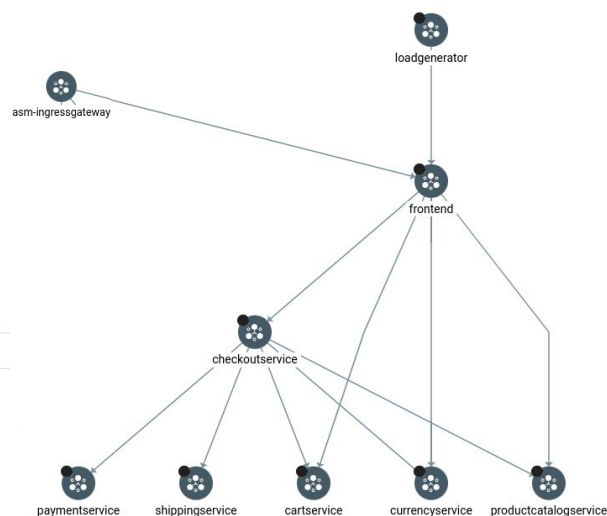 loadgenerator
asm-ingressgateway
frontend
checkoutservice
paymentservice
shippingservice
cartservice
currencyservice
productcatalogservice